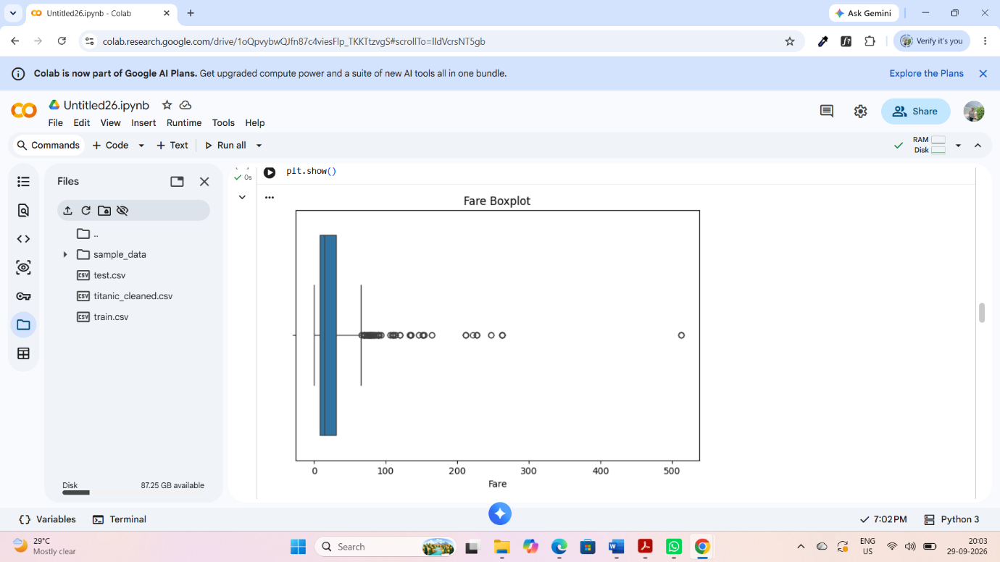 Untitled26.ipynb - Colab
Ask Gemini
colab.research.google.com/drive/1oQpvybwQJfn87c4viesFlp_TKKTtzvgS#scrollTo=lldVcrsNT5gb
f?
Verify it's you
Colab is now part of Google AI Plans. Get upgraded compute power and a suite of new AI tools all in one bundle.
Explore the Plans
Untitled26.ipynb
File Edit View Insert Runtime Tools Help
Share
Commands + Code + Text Run all
RAM
Disk
Files
..
sample_data
test.csv
titanic_cleaned.csv
train.csv
Disk 87.25 GB available
0s
plt.show()
Fare Boxplot
0 100 200 300 400 500
Fare
Variables Terminal
7:02 PM Python 3
29°C
Mostly clear
Search
ENG
US
20:03
29-09-2026